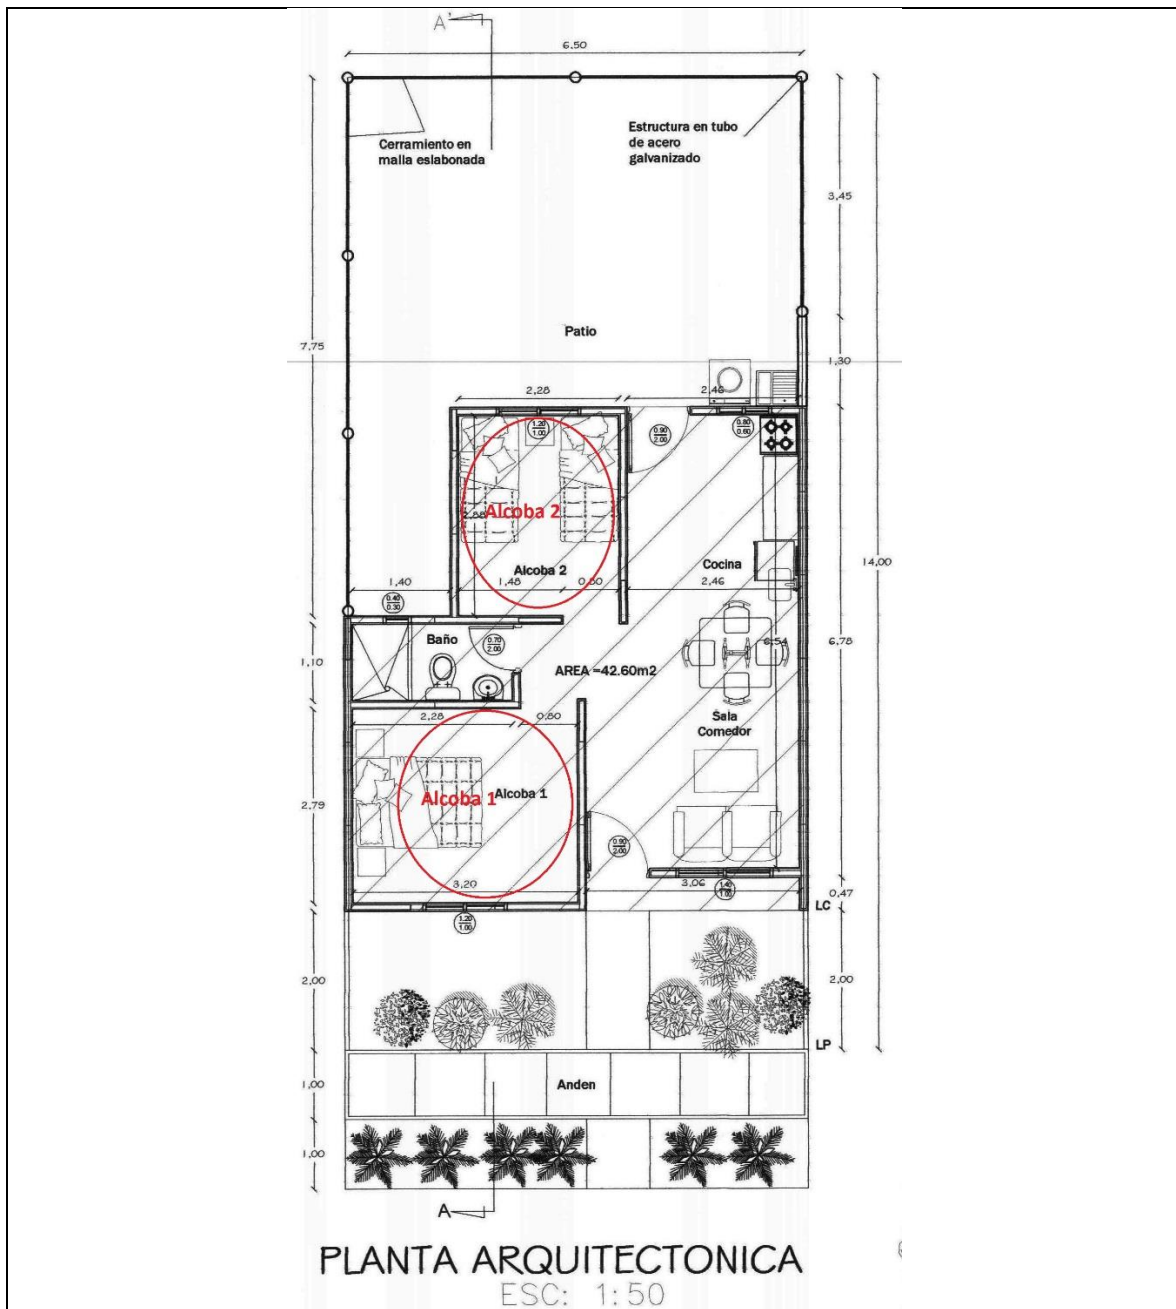 A'
6.50
Cerramiento en
malla eslabonada
Estructura en tubo
de acero
galvanizado
3,45
Patio
7.75
1,30
2,28
2,46
1.20
1.00
0.90
2.00
0.80
0.60
Alcoba 2
2,88
Cocina
14.00
Alcoba 2
1,40
1,48
0,80
2,46
0.40
0.30
Baño
0.70
2.00
6,54
6,78
1,10
AREA =42.60m2
Sala
Comedor
2,28
0,80
Alcoba 1
Alcoba 1
2,79
0.90
2.00
3,20
3,06
1.40
1.00
0,47
LC
1.20
1.00
2,00
2,00
LP
1,00
Anden
1,00
A
PLANTA ARQUITECTONICA
ESC: 1:50